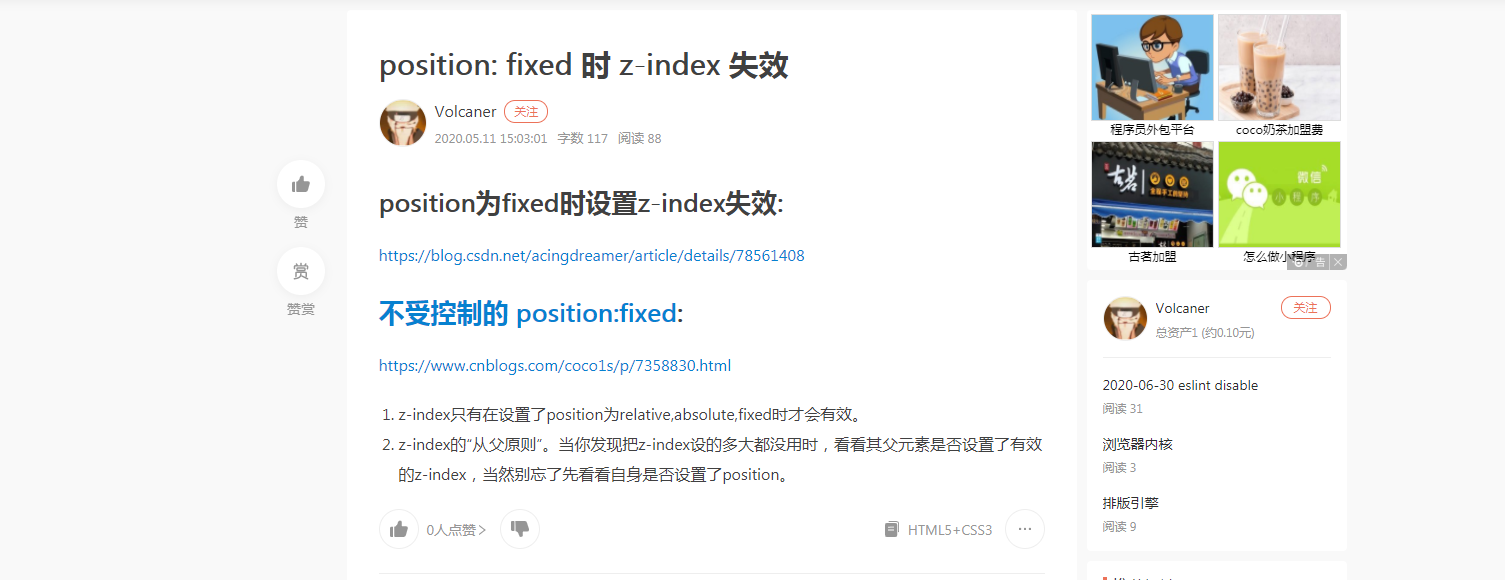 position: fixed 时 z-index 失效
Volcaner 关注
2020.05.11 15:03:01 字数 117 阅读 88
赞
赏
赞赏
position为fixed时设置z-index失效:
https://blog.csdn.net/acingdreamer/article/details/78561408
不受控制的 position:fixed:
https://www.cnblogs.com/coco1s/p/7358830.html
1. z-index只有在设置了position为relative,absolute,fixed时才会有效。
2. z-index的“从父原则”。当你发现把z-index设的多大都没用时，看看其父元素是否设置了有效
的z-index，当然别忘了先看看自身是否设置了position。
0人点赞>
HTML5+CSS3
程序员外包平台
coco奶茶加盟费
古茗
微信
小程序
古茗加盟
怎么做小程序
广告
Volcaner 关注
总资产1 (约0.10元)
2020-06-30 eslint disable
阅读 31
浏览器内核
阅读 3
排版引擎
阅读 9